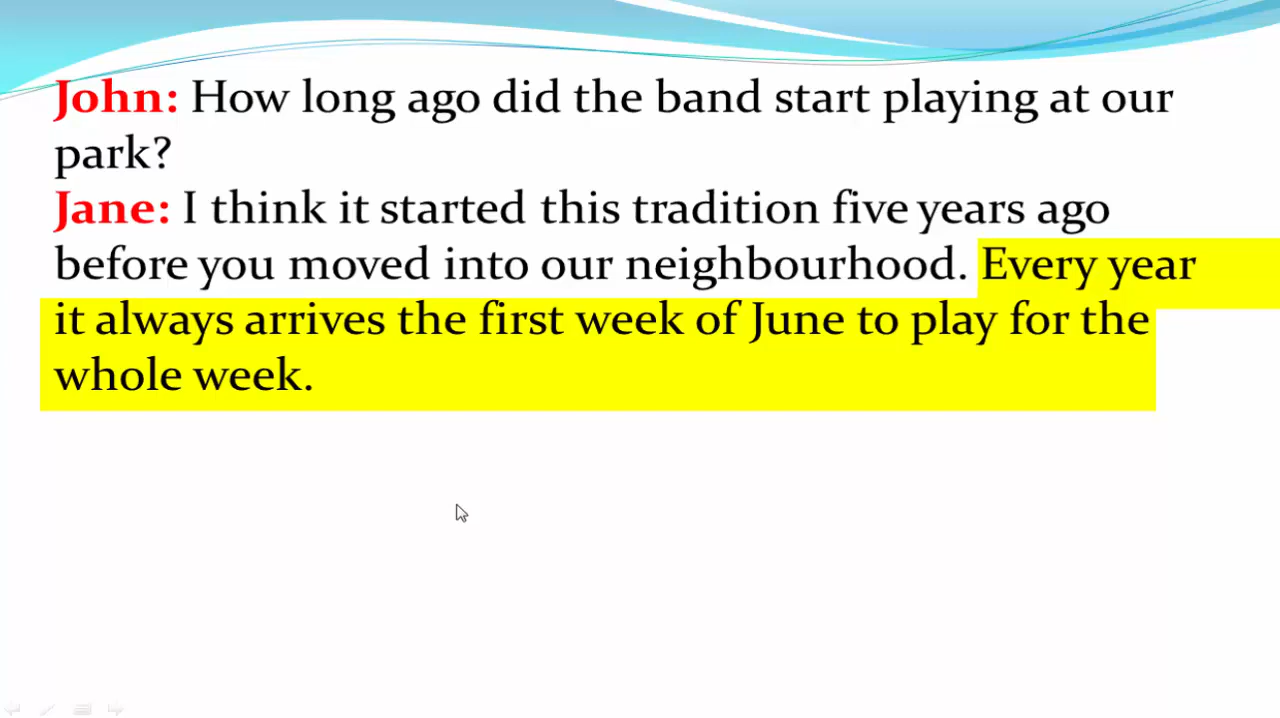 John: How long ago did the band start playing at our
park?
Jane: I think it started this tradition five years ago
before you moved into our neighbourhood. Every year
it always arrives the first week of June to play for the
whole week.